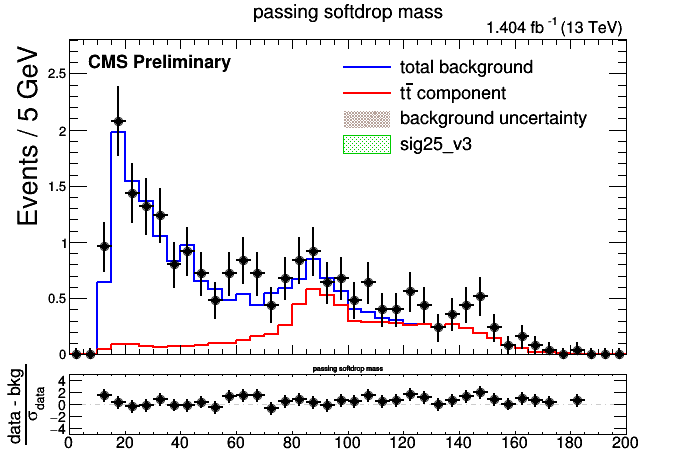 passing softdrop mass
1.404 fb⁻¹ (13 TeV)
CMS Preliminary
total background
tt̄ component
background uncertainty
sig25_v3
Events / 5 GeV
2.5
2
1.5
1
0.5
0
passing softdrop mass
data - bkg
σ data
4
2
0
−2
−4
0 20 40 60 80 100 120 140 160 180 200